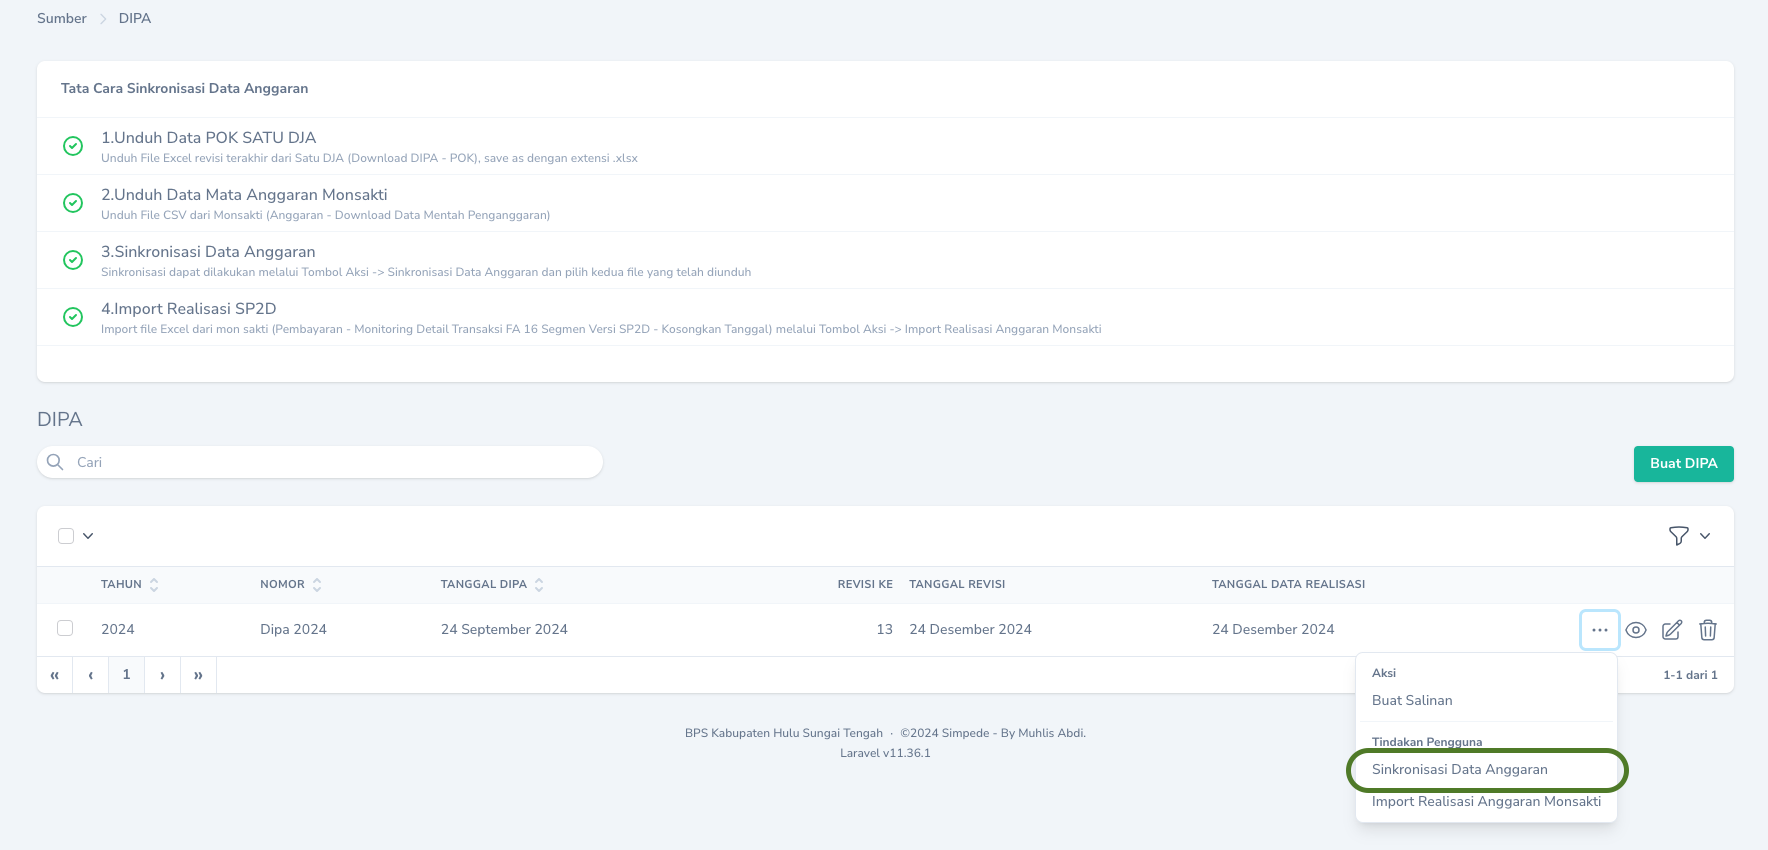 Sumber > DIPA
Tata Cara Sinkronisasi Data Anggaran
1.Unduh Data POK SATU DJA
Unduh File Excel revisi terakhir dari Satu DJA (Download DIPA - POK), save as dengan extensi .xlsx
2.Unduh Data Mata Anggaran Monsakti
Unduh File CSV dari Monsakti (Anggaran - Download Data Mentah Penganggaran)
3.Sinkronisasi Data Anggaran
Sinkronisasi dapat dilakukan melalui Tombol Aksi -> Sinkronisasi Data Anggaran dan pilih kedua file yang telah diunduh
4.Import Realisasi SP2D
Import file Excel dari mon sakti (Pembayaran - Monitoring Detail Transaksi FA 16 Segmen Versi SP2D - Kosongkan Tanggal) melalui Tombol Aksi -> Import Realisasi Anggaran Monsakti
DIPA
Cari
Buat DIPA
TAHUN NOMOR TANGGAL DIPA REVISI KE TANGGAL REVISI TANGGAL DATA REALISASI
2024 Dipa 2024 24 September 2024 13 24 Desember 2024 24 Desember 2024
« ‹ 1 › » 1-1 dari 1
Aksi
Buat Salinan
Tindakan Pengguna
Sinkronisasi Data Anggaran
Import Realisasi Anggaran Monsakti
BPS Kabupaten Hulu Sungai Tengah · ©2024 Simpede - By Muhlis Abdi.
Laravel v11.36.1